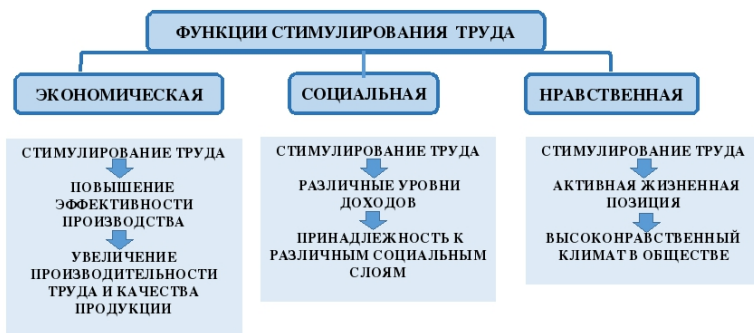 ФУНКЦИИ СТИМУЛИРОВАНИЯ ТРУДА
ЭКОНОМИЧЕСКАЯ
СОЦИАЛЬНАЯ
НРАВСТВЕННАЯ
СТИМУЛИРОВАНИЕ ТРУДА
ПОВЫШЕНИЕ
ЭФФЕКТИВНОСТИ
ПРОИЗВОДСТВА
УВЕЛИЧЕНИЕ
ПРОИЗВОДИТЕЛЬНОСТИ
ТРУДА И КАЧЕСТВА
ПРОДУКЦИИ
СТИМУЛИРОВАНИЕ ТРУДА
РАЗЛИЧНЫЕ УРОВНИ
ДОХОДОВ
ПРИНАДЛЕЖНОСТЬ К
РАЗЛИЧНЫМ СОЦИАЛЬНЫМ
СЛОЯМ
СТИМУЛИРОВАНИЕ ТРУДА
АКТИВНАЯ ЖИЗНЕННАЯ
ПОЗИЦИЯ
ВЫСОКОНРАВСТВЕННЫЙ
КЛИМАТ В ОБЩЕСТВЕ